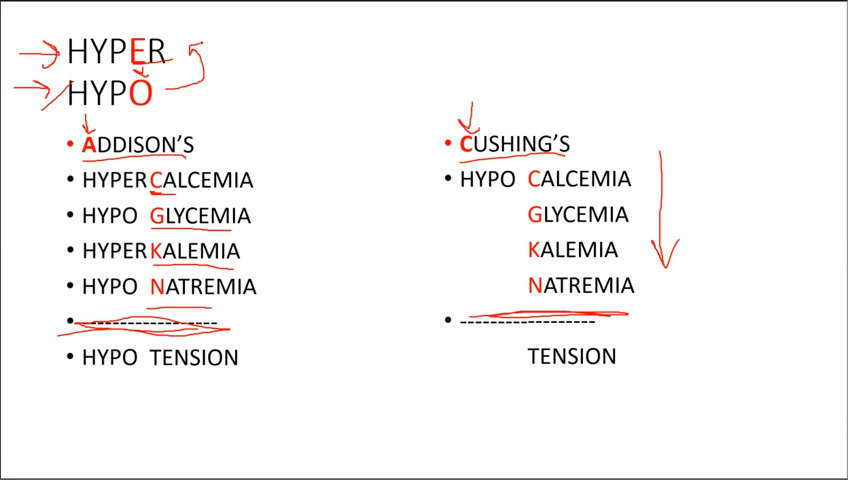 HYPER
HYPO
• ADDISON'S
• HYPER CALCEMIA
• HYPO GLYCEMIA
• HYPER KALEMIA
• HYPO NATREMIA
• ---------------------
• HYPO TENSION
• CUSHING'S
• HYPO CALCEMIA
GLYCEMIA
KALEMIA
NATREMIA
• --------------------
TENSION